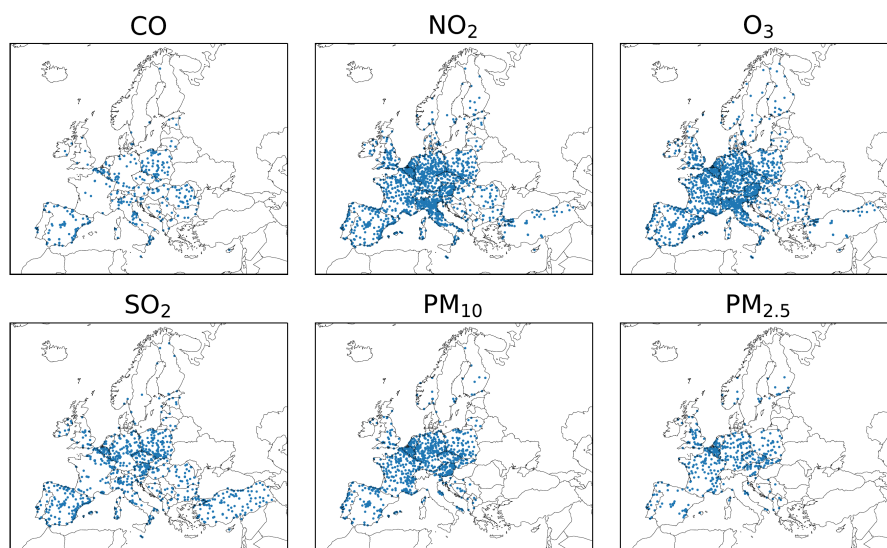 CO
NO₂
O₃
SO₂
PM₁₀
PM₂.₅